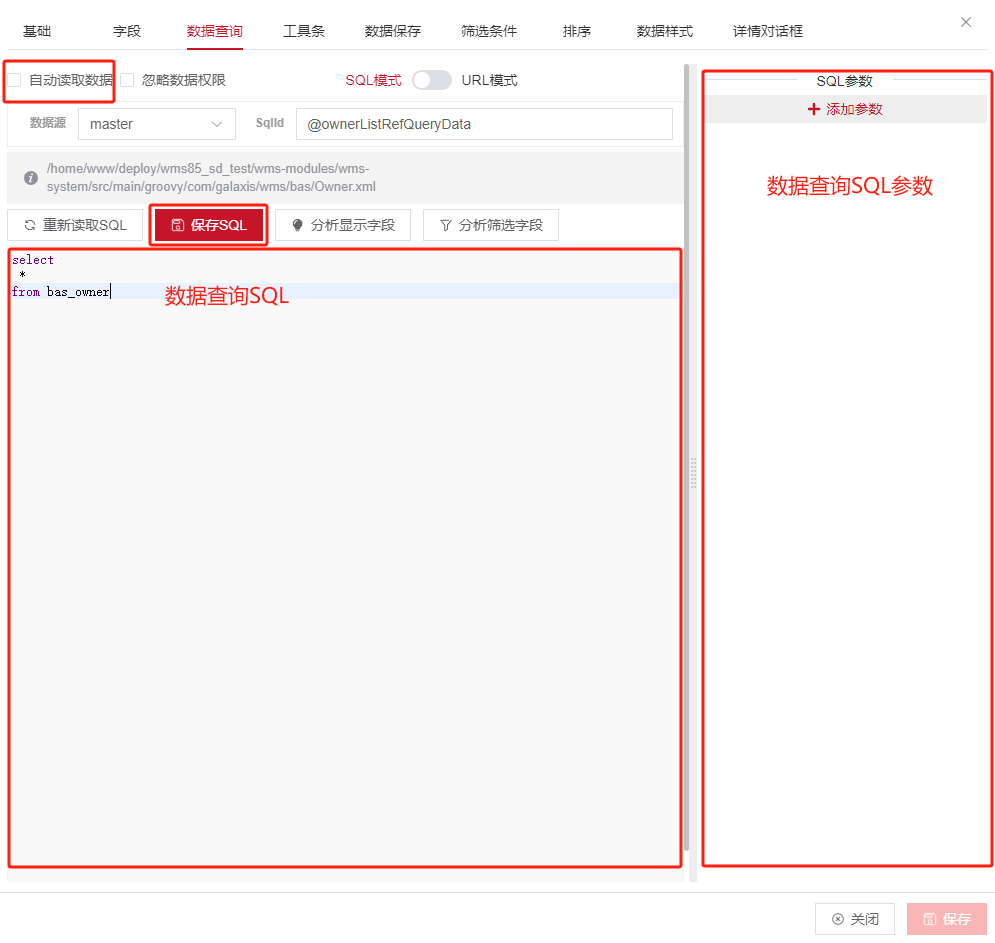 基础 字段 数据查询 工具条 数据保存 筛选条件 排序 数据样式 详情对话框
自动读取数据 忽略数据权限 SQL模式 URL模式
数据源 master SqlId @ownerListRefQueryData
/home/www/deploy/wms85_sd_test/wms-modules/wms-
system/src/main/groovy/com/galaxis/wms/bas/Owner.xml
重新读取SQL 保存SQL 分析显示字段 分析筛选字段
select
*
from bas_owner
数据查询SQL
SQL参数
添加参数
数据查询SQL参数
关闭 保存